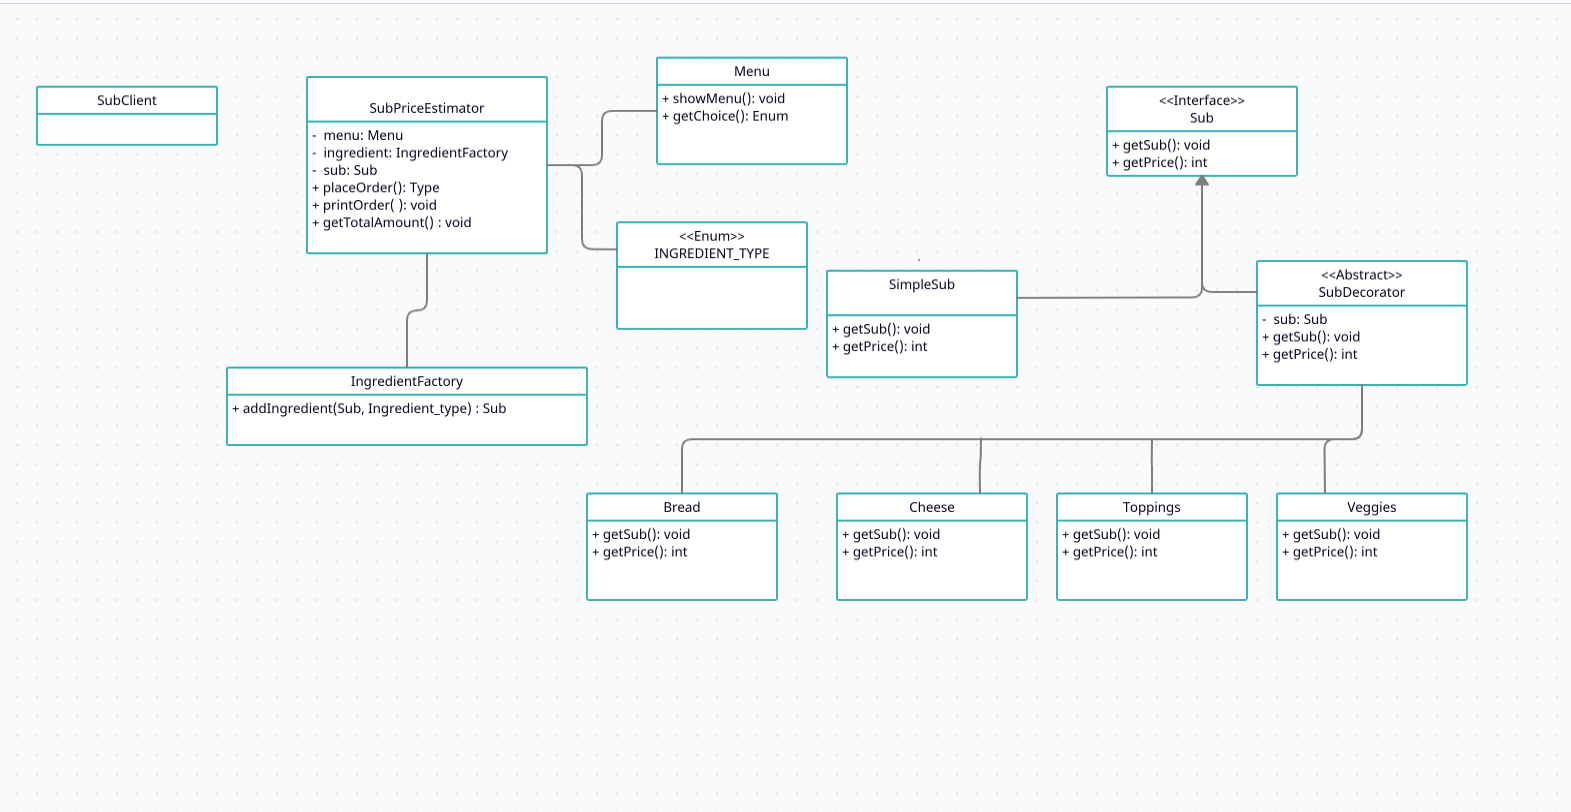 SubClient
SubPriceEstimator
- menu: Menu
- ingredient: IngredientFactory
- sub: Sub
+ placeOrder(): Type
+ printOrder( ): void
+ getTotalAmount() : void
Menu
+ showMenu(): void
+ getChoice(): Enum
<<Enum>>
INGREDIENT_TYPE
IngredientFactory
+ addIngredient(Sub, Ingredient_type) : Sub
<<Interface>>
Sub
+ getSub(): void
+ getPrice(): int
.
SimpleSub
+ getSub(): void
+ getPrice(): int
<<Abstract>>
SubDecorator
- sub: Sub
+ getSub(): void
+ getPrice(): int
Bread
+ getSub(): void
+ getPrice(): int
Cheese
+ getSub(): void
+ getPrice(): int
Toppings
+ getSub(): void
+ getPrice(): int
Veggies
+ getSub(): void
+ getPrice(): int